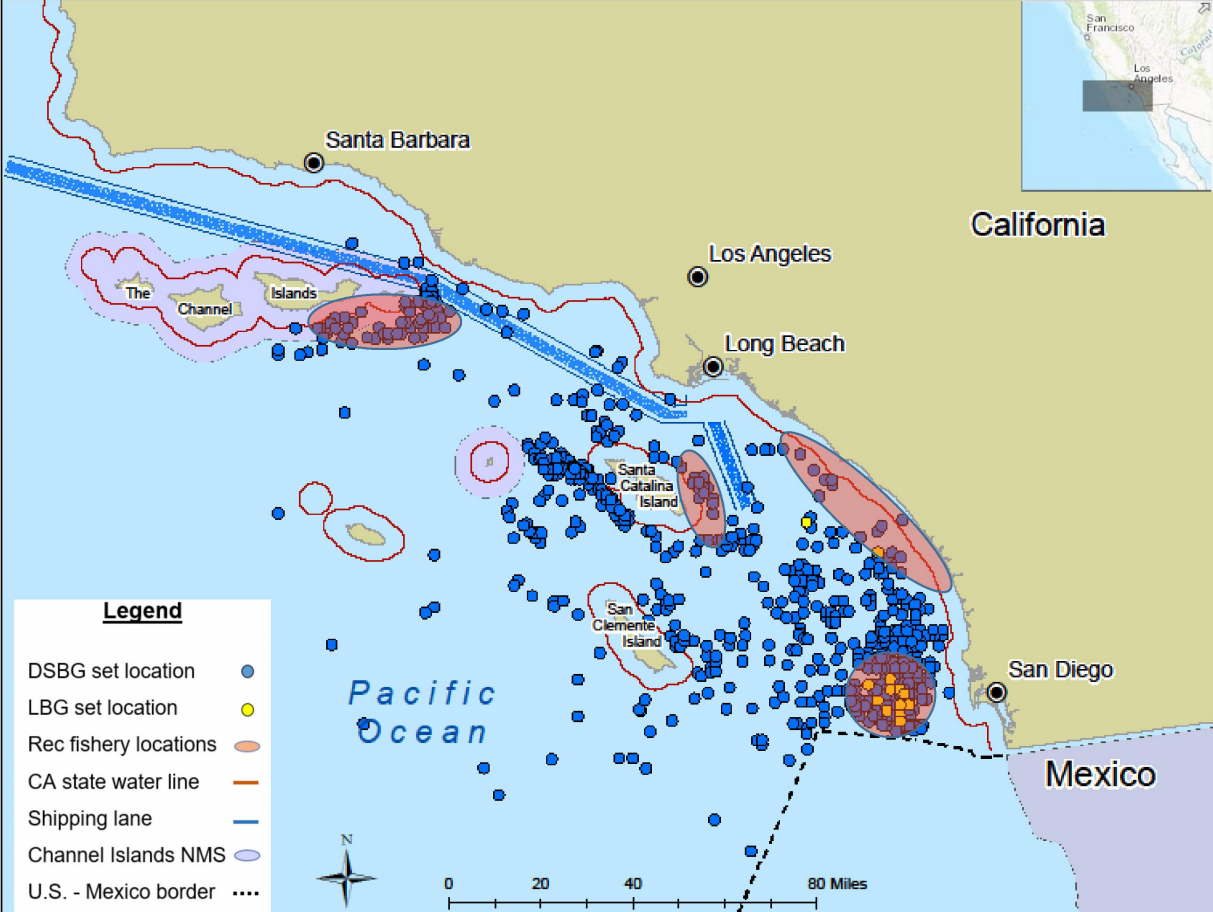 San
Francisco
Colorado
Los
Angeles
Santa Barbara
California
Los Angeles
The
Channel
Islands
Long Beach
Santa
Catalina
Island
San
Clemente
Island
San Diego
Pacific
Ocean
Mexico
Legend
DSBG set location
LBG set location
Rec fishery locations
CA state water line
Shipping lane
Channel Islands NMS
U.S. - Mexico border
N
0 20 40 80 Miles